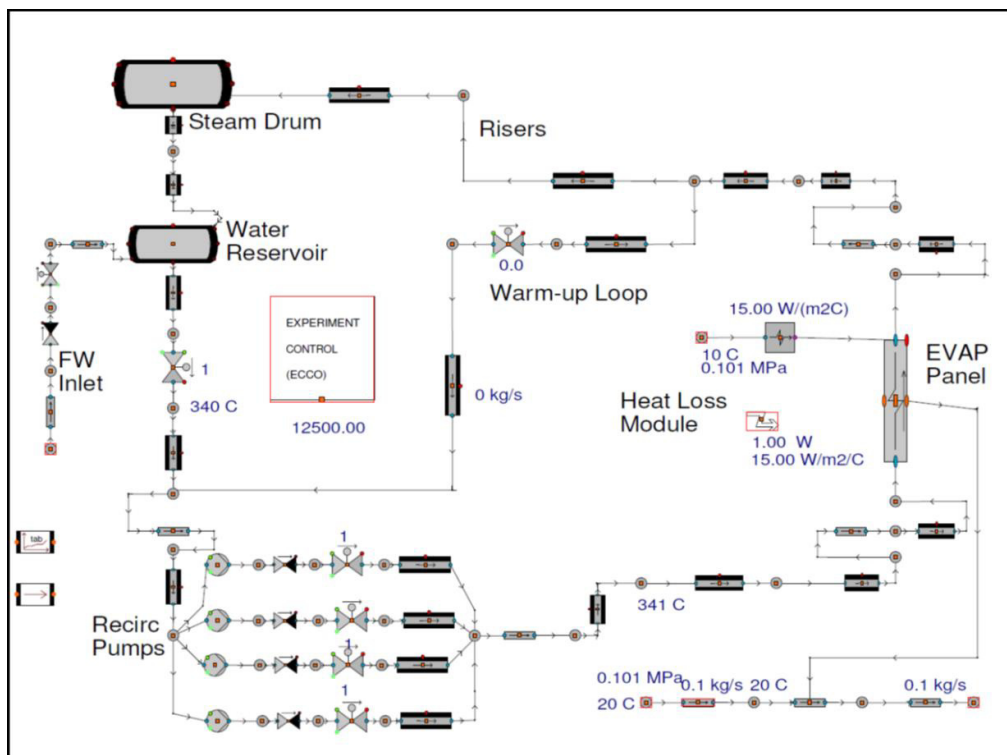 Steam Drum
Risers
Water
Reservoir
0.0
Warm-up Loop
15.00 W/(m2C)
EXPERIMENT
CONTROL
(ECCO)
12500.00
FW
Inlet
1
340 C
0 kg/s
10 C
0.101 MPa
EVAP
Panel
Heat Loss
Module
1.00 W
15.00 W/m2/C
tab
1
341 C
Recirc
Pumps
1
1
0.101 MPa
0.1 kg/s
20 C
0.1 kg/s
20 C